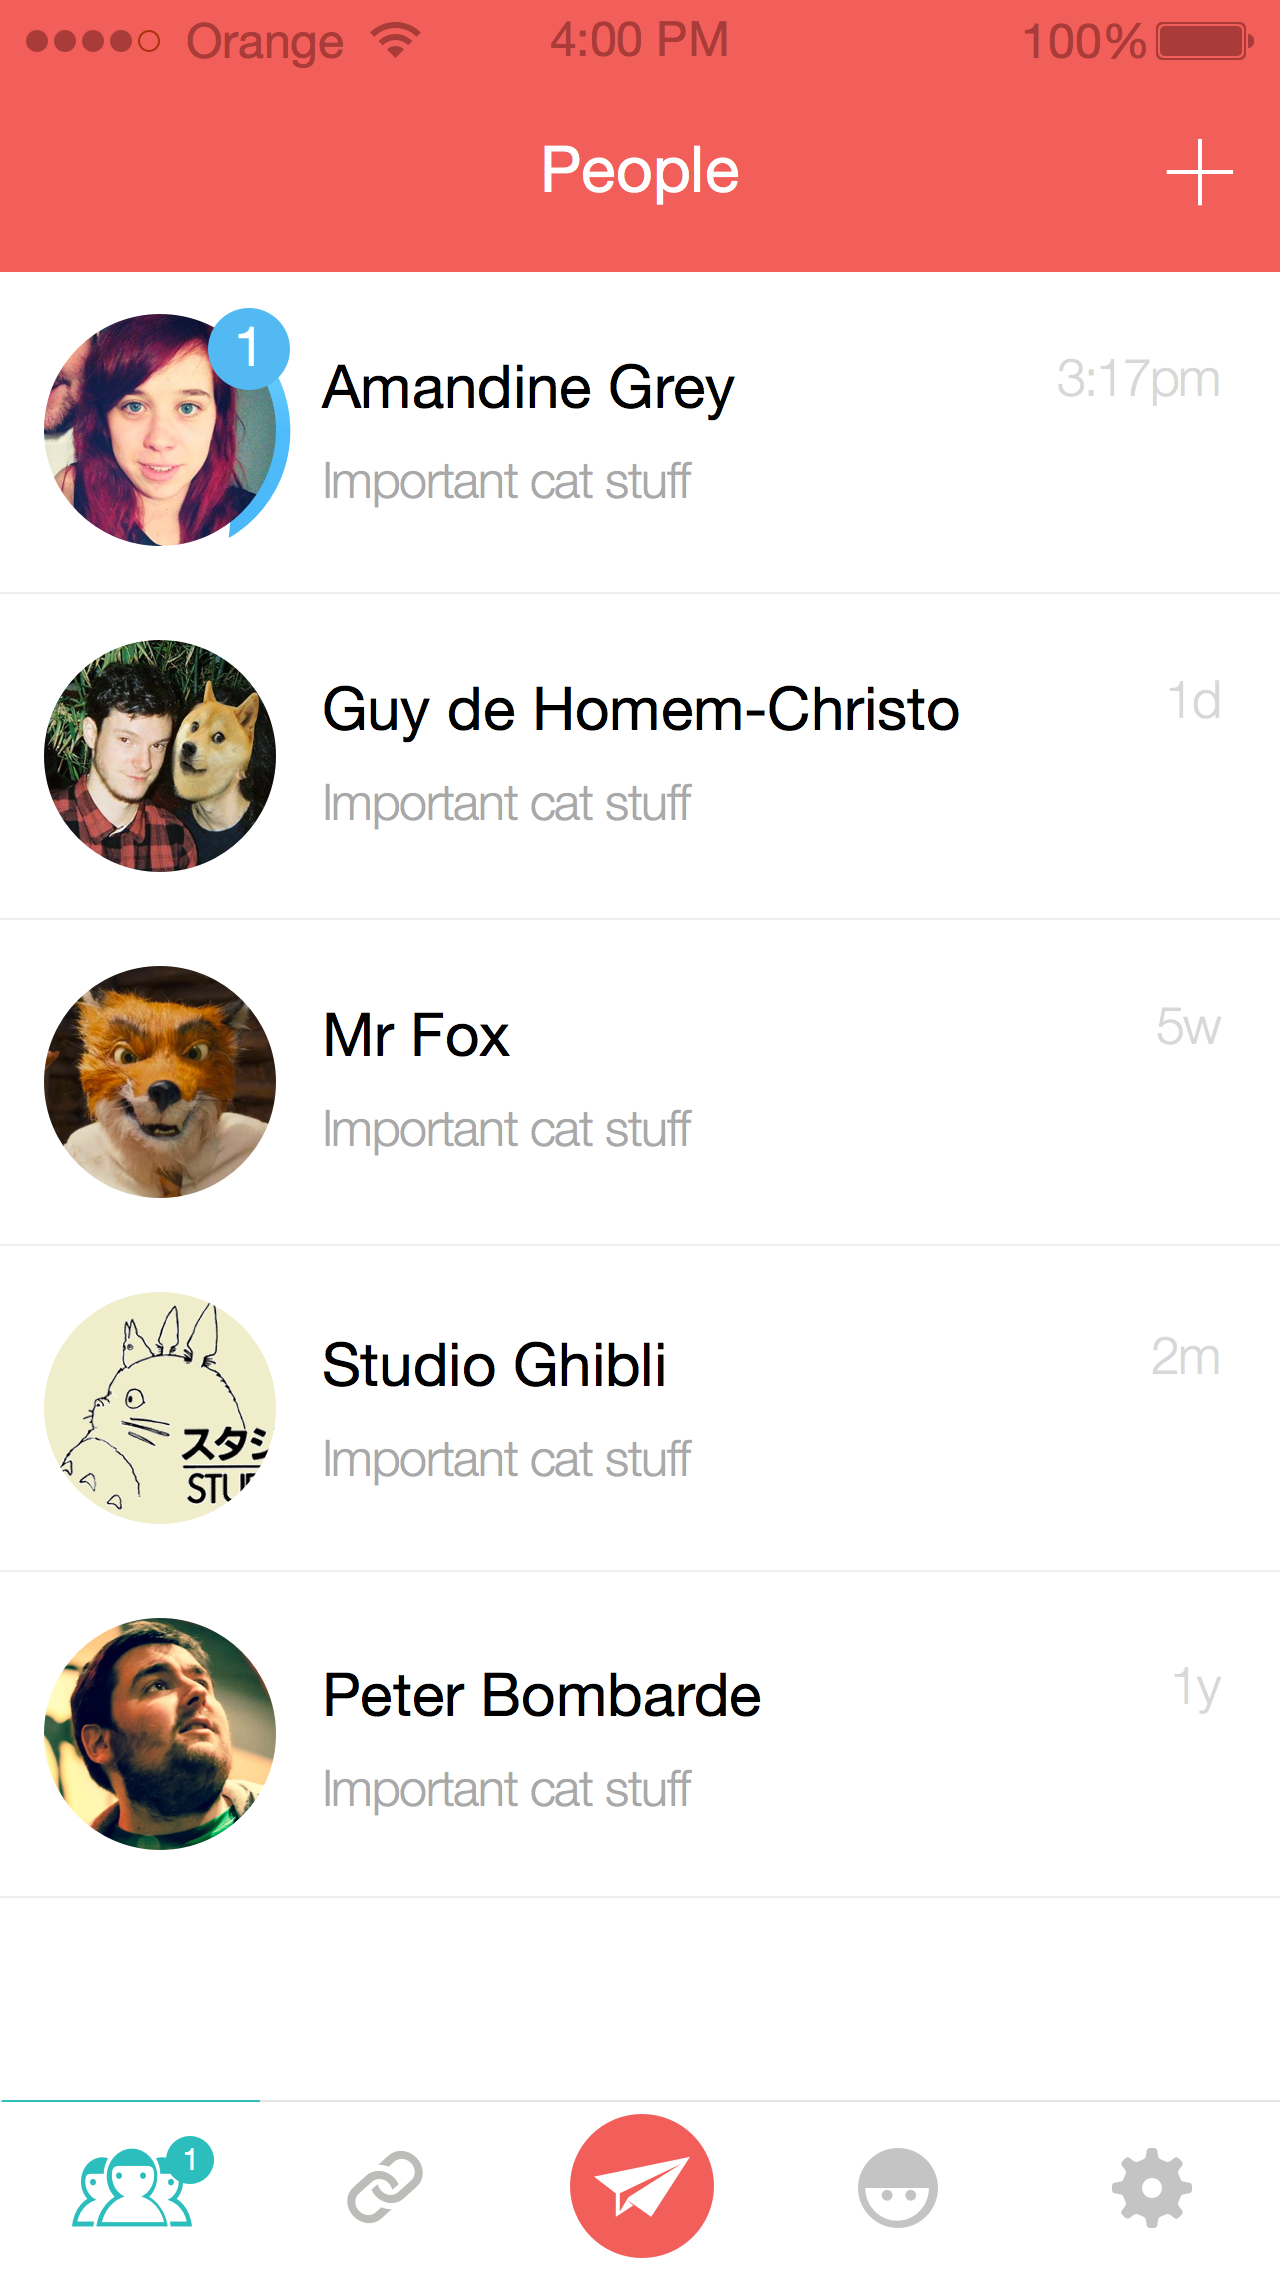 Orange 4:00 PM 100%
People
1
Amandine Grey 3:17pm
Important cat stuff
Guy de Homem-Christo 1d
Important cat stuff
Mr Fox 5w
Important cat stuff
Studio Ghibli 2m
Important cat stuff
スタジ
STU
Peter Bombarde 1y
Important cat stuff
1